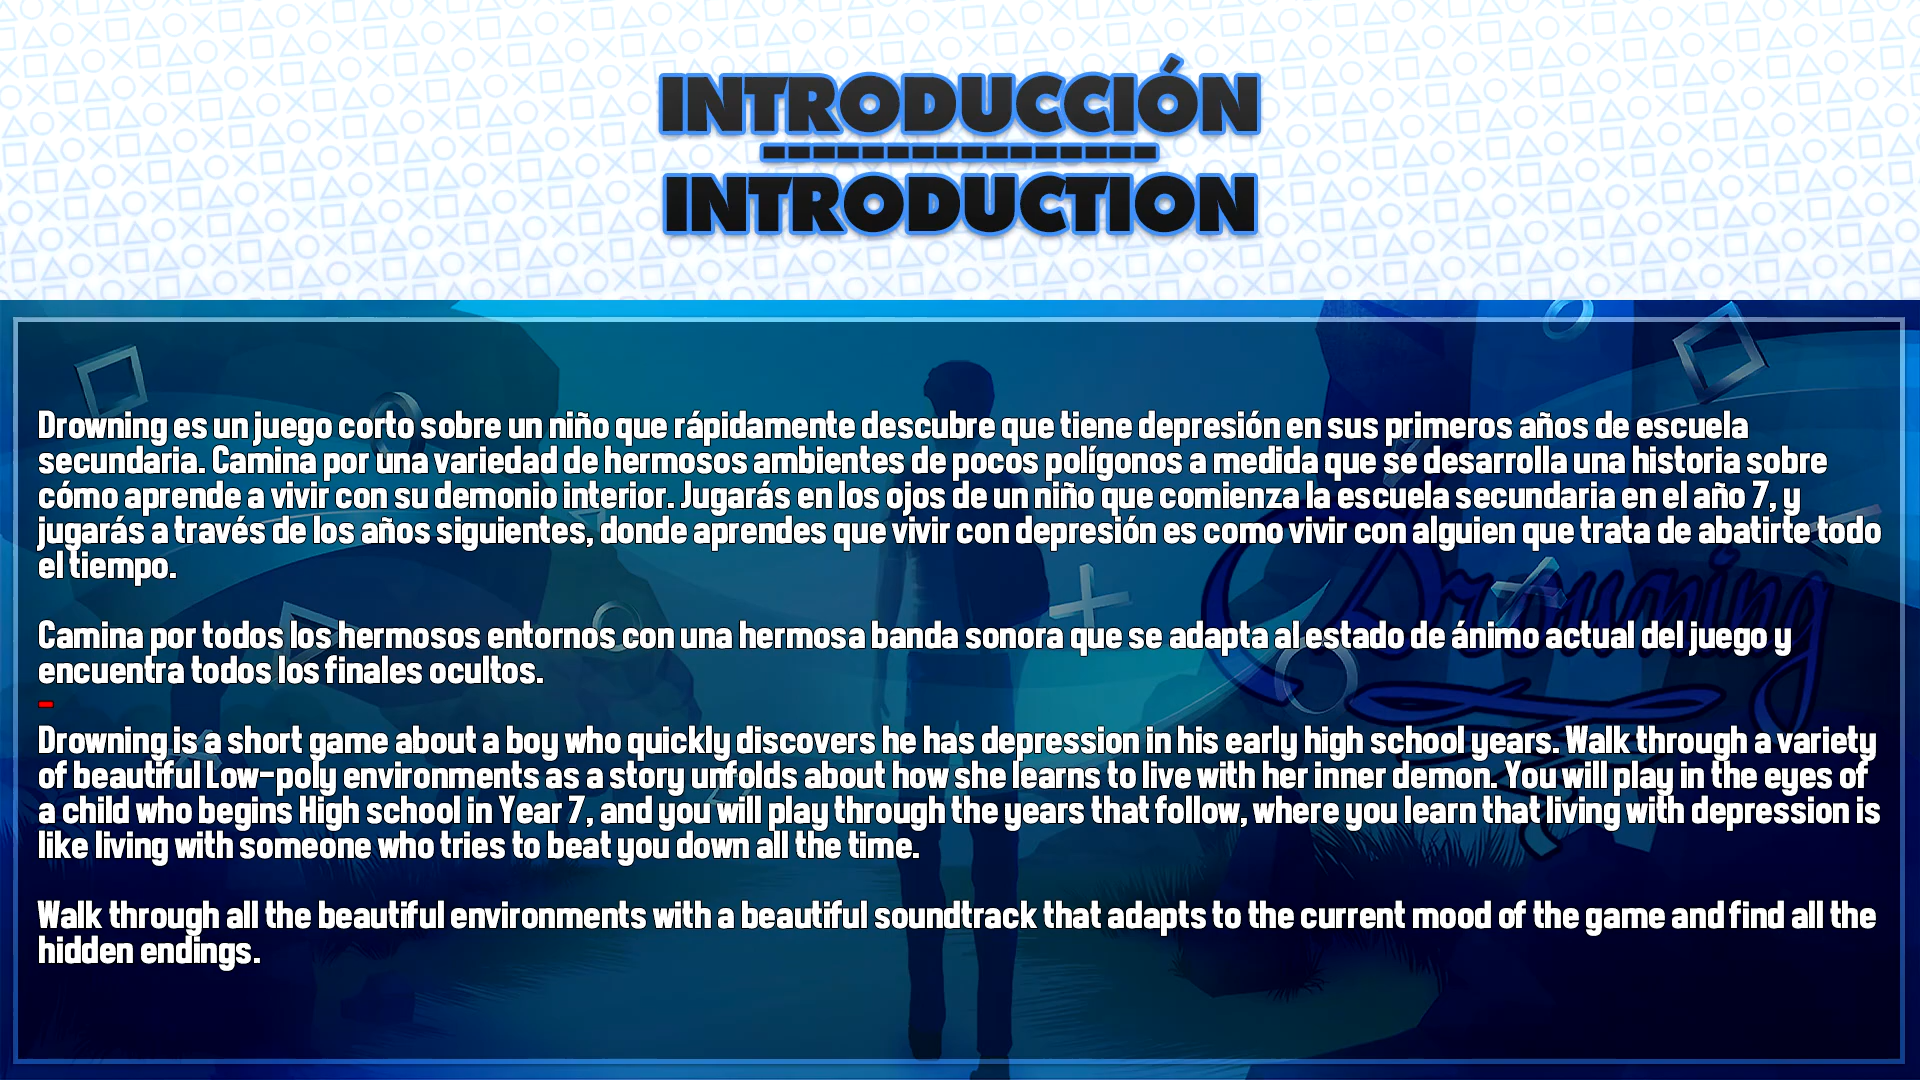 INTRODUCCIÓN
----------------
INTRODUCTION
Drowning es un juego corto sobre un niño que rápidamente descubre que tiene depresión en sus primeros años de escuela
secundaria. Camina por una variedad de hermosos ambientes de pocos polígonos a medida que se desarrolla una historia sobre
cómo aprende a vivir con su demonio interior. Jugarás en los ojos de un niño que comienza la escuela secundaria en el año 7, y
jugarás a través de los años siguientes, donde aprendes que vivir con depresión es como vivir con alguien que trata de abatirte todo
el tiempo.
Camina por todos los hermosos entornos con una hermosa banda sonora que se adapta al estado de ánimo actual del juego y
encuentra todos los finales ocultos.
-
Drowning is a short game about a boy who quickly discovers he has depression in his early high school years. Walk through a variety
of beautiful Low-poly environments as a story unfolds about how she learns to live with her inner demon. You will play in the eyes of
a child who begins High school in Year 7, and you will play through the years that follow, where you learn that living with depression is
like living with someone who tries to beat you down all the time.
Walk through all the beautiful environments with a beautiful soundtrack that adapts to the current mood of the game and find all the
hidden endings.
Drowning